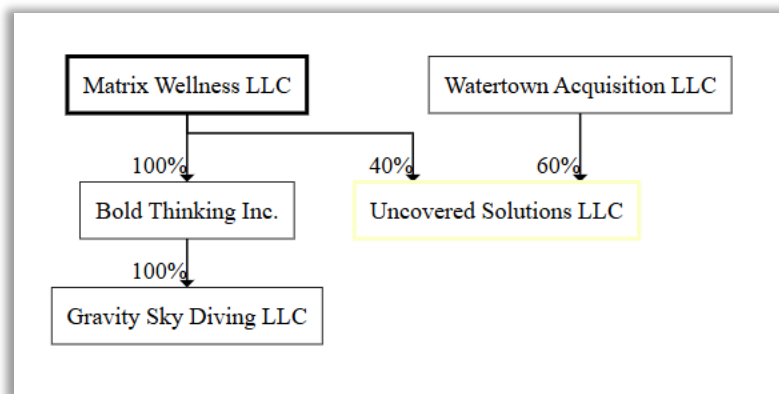 Matrix Wellness LLC
Watertown Acquisition LLC
100%
40%
60%
Bold Thinking Inc.
Uncovered Solutions LLC
100%
Gravity Sky Diving LLC